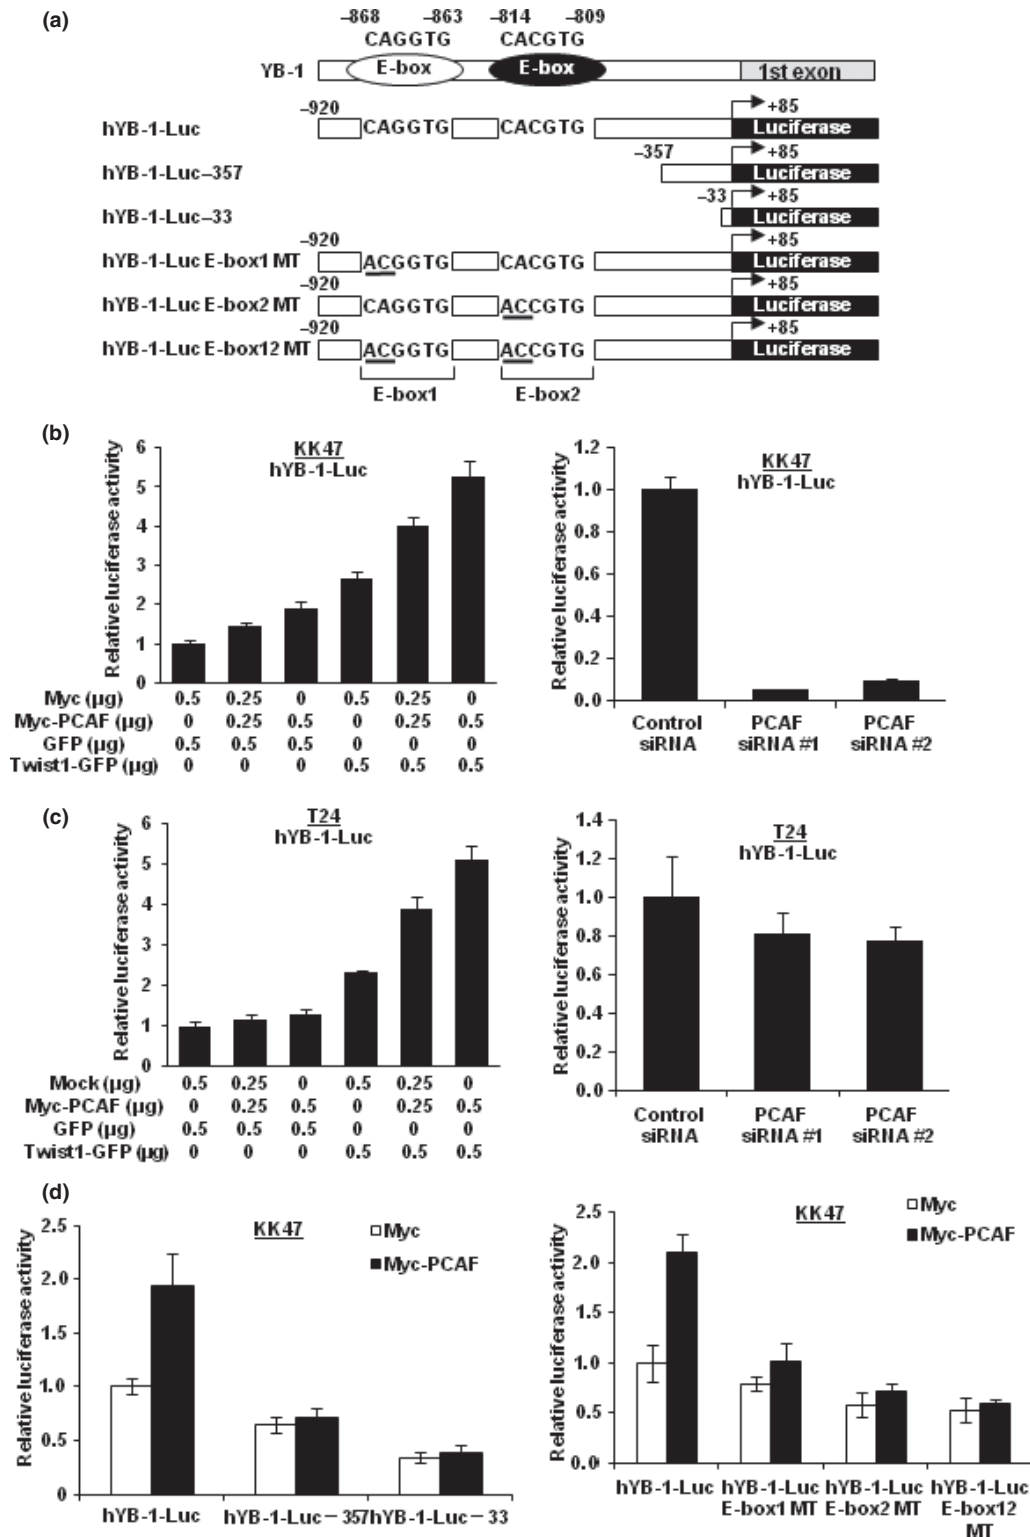 (a)
–868 –863 –814 –809
CAGGTG CACGTG
YB-1 E-box E-box 1st exon
–920 +85
hYB-1-Luc CAGGTG CACGTG Luciferase
–357 +85
hYB-1-Luc–357 Luciferase
–33 +85
hYB-1-Luc–33 Luciferase
–920 +85
hYB-1-Luc E-box1 MT ACGGTG CACGTG Luciferase
–920 +85
hYB-1-Luc E-box2 MT CAGGTG ACCGTG Luciferase
–920 +85
hYB-1-Luc E-box12 MT ACGGTG ACCGTG Luciferase
E-box1 E-box2
(b)
KK47
hYB-1-Luc
Relative luciferase activity
6
5
4
3
2
1
0
Myc (µg) 0.5 0.25 0 0.5 0.25 0
Myc-PCAF (µg) 0 0.25 0.5 0 0.25 0.5
GFP (µg) 0.5 0.5 0.5 0 0 0
Twist1-GFP (µg) 0 0 0 0.5 0.5 0.5
KK47
hYB-1-Luc
Relative luciferase activity
1.2
1.0
0.8
0.6
0.4
0.2
0.0
Control PCAF PCAF
siRNA siRNA #1 siRNA #2
(c)
T24
hYB-1-Luc
Relative luciferase activity
6
5
4
3
2
1
0
Mock (µg) 0.5 0.25 0 0.5 0.25 0
Myc-PCAF (µg) 0 0.25 0.5 0 0.25 0.5
GFP (µg) 0.5 0.5 0.5 0 0 0
Twist1-GFP (µg) 0 0 0 0.5 0.5 0.5
T24
hYB-1-Luc
Relative luciferase activity
1.4
1.2
1.0
0.8
0.6
0.4
0.2
0.0
Control PCAF PCAF
siRNA siRNA #1 siRNA #2
(d)
KK47
Myc
Myc-PCAF
Relative luciferase activity
2.5
2.0
1.5
1.0
0.5
0
hYB-1-Luc hYB-1-Luc–357 hYB-1-Luc–33
KK47
Myc
Myc-PCAF
Relative luciferase activity
2.5
2.0
1.5
1.0
0.5
0.0
hYB-1-Luc hYB-1-Luc hYB-1-Luc hYB-1-Luc
E-box1 MT E-box2 MT E-box12
MT